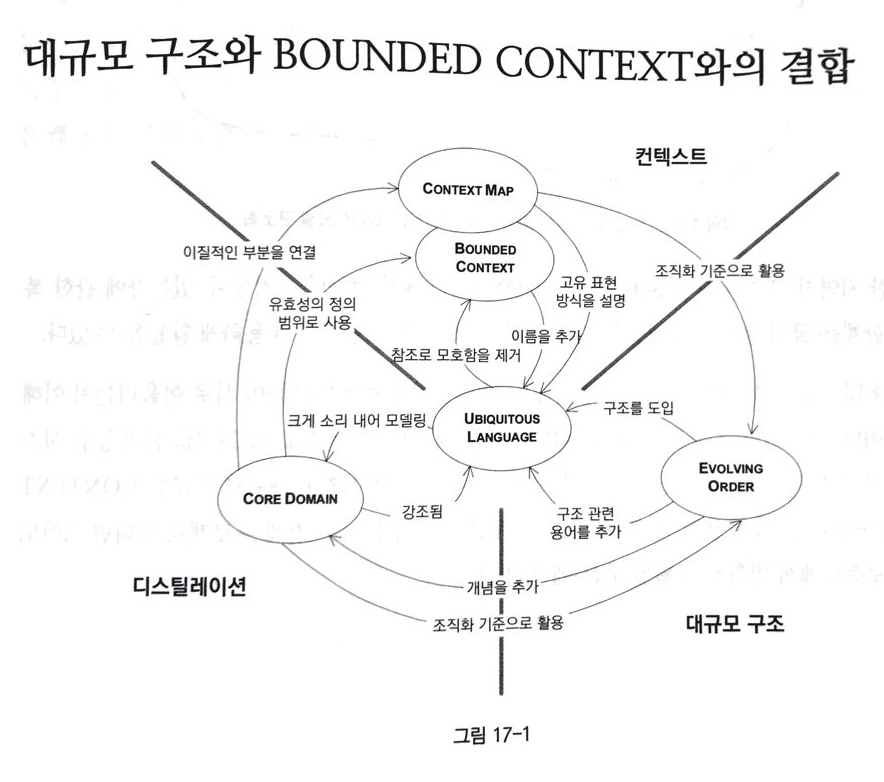 대규모 구조와 BOUNDED CONTEXT와의 결합
컨텍스트
CONTEXT MAP
이질적인 부분을 연결
BOUNDED
CONTEXT
조직화 기준으로 활용
고유 표현
방식을 설명
유효성의 정의
범위로 사용
이름을 추가
참조로 모호함을 제거
크게 소리 내어 모델링
UBIQUITOUS
LANGUAGE
구조를 도입
EVOLVING
ORDER
CORE DOMAIN
강조됨
구조 관련
용어를 추가
디스틸레이션
개념을 추가
조직화 기준으로 활용
대규모 구조
그림 17-1